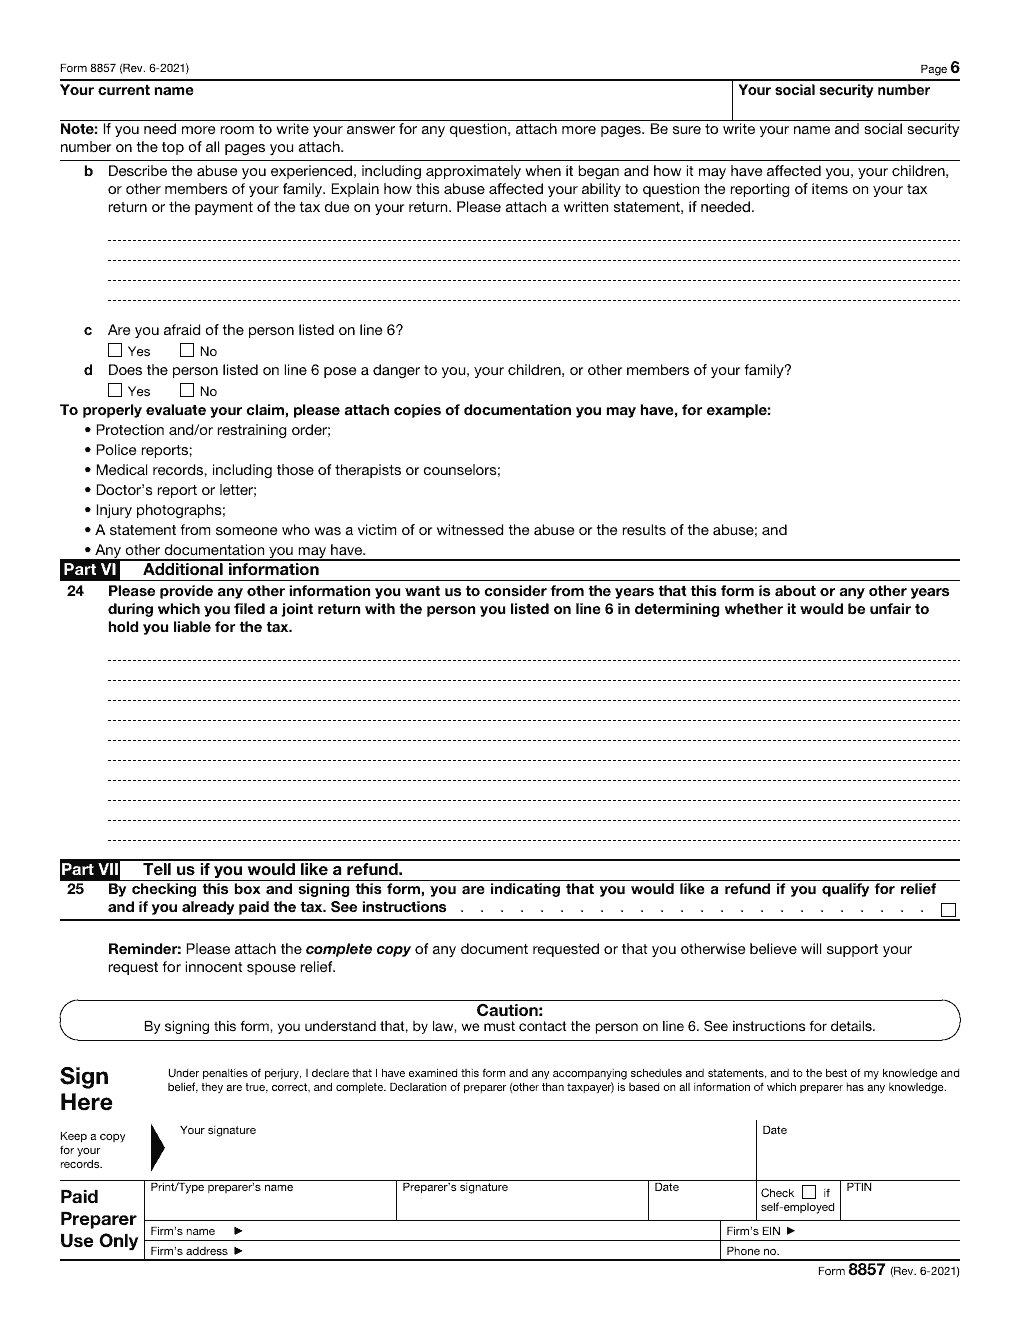 Form 8857 (Rev. 6-2021) Page 6
Your current name Your social security number
Note: If you need more room to write your answer for any question, attach more pages. Be sure to write your name and social security
number on the top of all pages you attach.
b Describe the abuse you experienced, including approximately when it began and how it may have affected you, your children,
or other members of your family. Explain how this abuse affected your ability to question the reporting of items on your tax
return or the payment of the tax due on your return. Please attach a written statement, if needed.
c Are you afraid of the person listed on line 6?
Yes No
d Does the person listed on line 6 pose a danger to you, your children, or other members of your family?
Yes No
To properly evaluate your claim, please attach copies of documentation you may have, for example:
• Protection and/or restraining order;
• Police reports;
• Medical records, including those of therapists or counselors;
• Doctor's report or letter;
• Injury photographs;
• A statement from someone who was a victim of or witnessed the abuse or the results of the abuse; and
• Any other documentation you may have.
Part VI Additional information
24 Please provide any other information you want us to consider from the years that this form is about or any other years
during which you filed a joint return with the person you listed on line 6 in determining whether it would be unfair to
hold you liable for the tax.
Part VII Tell us if you would like a refund.
25 By checking this box and signing this form, you are indicating that you would like a refund if you qualify for relief
and if you already paid the tax. See instructions . . . . . . . . . . . . . . . . . . . . . . . .
Reminder: Please attach the complete copy of any document requested or that you otherwise believe will support your
request for innocent spouse relief.
Caution:
By signing this form, you understand that, by law, we must contact the person on line 6. See instructions for details.
Sign
Here
Under penalties of perjury, I declare that I have examined this form and any accompanying schedules and statements, and to the best of my knowledge and
belief, they are true, correct, and complete. Declaration of preparer (other than taxpayer) is based on all information of which preparer has any knowledge.
Keep a copy
for your
records.
Your signature Date
Paid
Preparer
Use Only
Print/Type preparer's name Preparer's signature Date Check if
self-employed PTIN
Firm's name ► Firm's EIN ►
Firm's address ► Phone no.
Form 8857 (Rev. 6-2021)